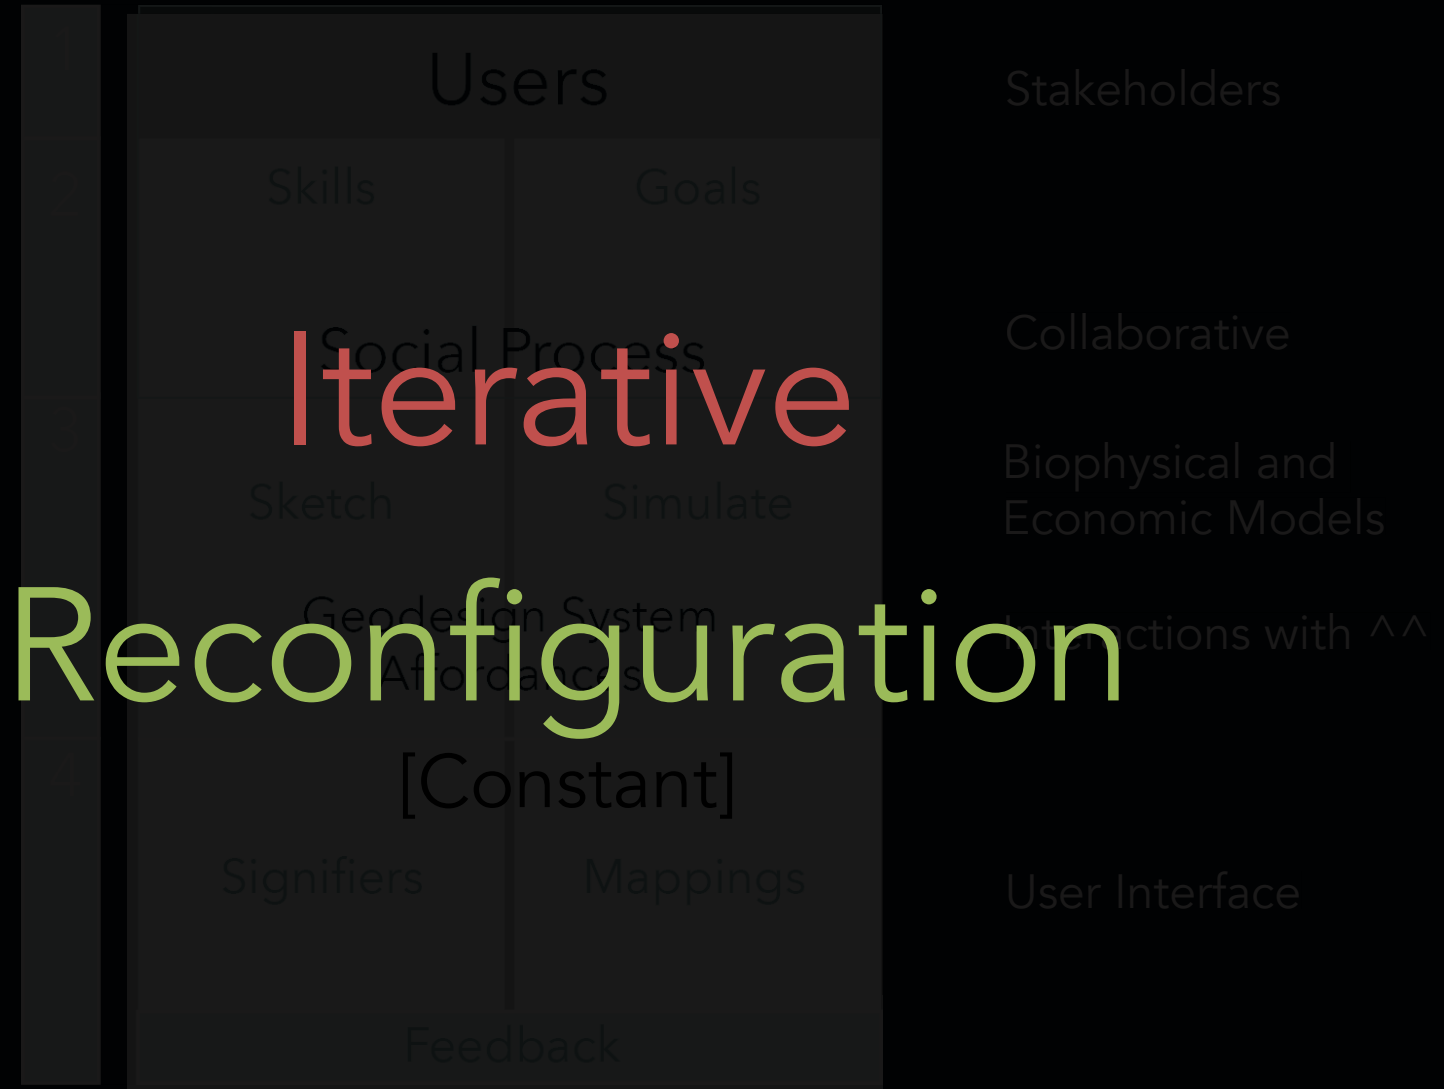 Users
Stakeholders
Skills
Goals
Social Process
Collaborative
Iterative
Biophysical and
Economic Models
Sketch
Simulate
Geodesign System
Affordances
Interactions with ^^
Reconfiguration
[Constant]
Signifiers
Mappings
User Interface
Feedback